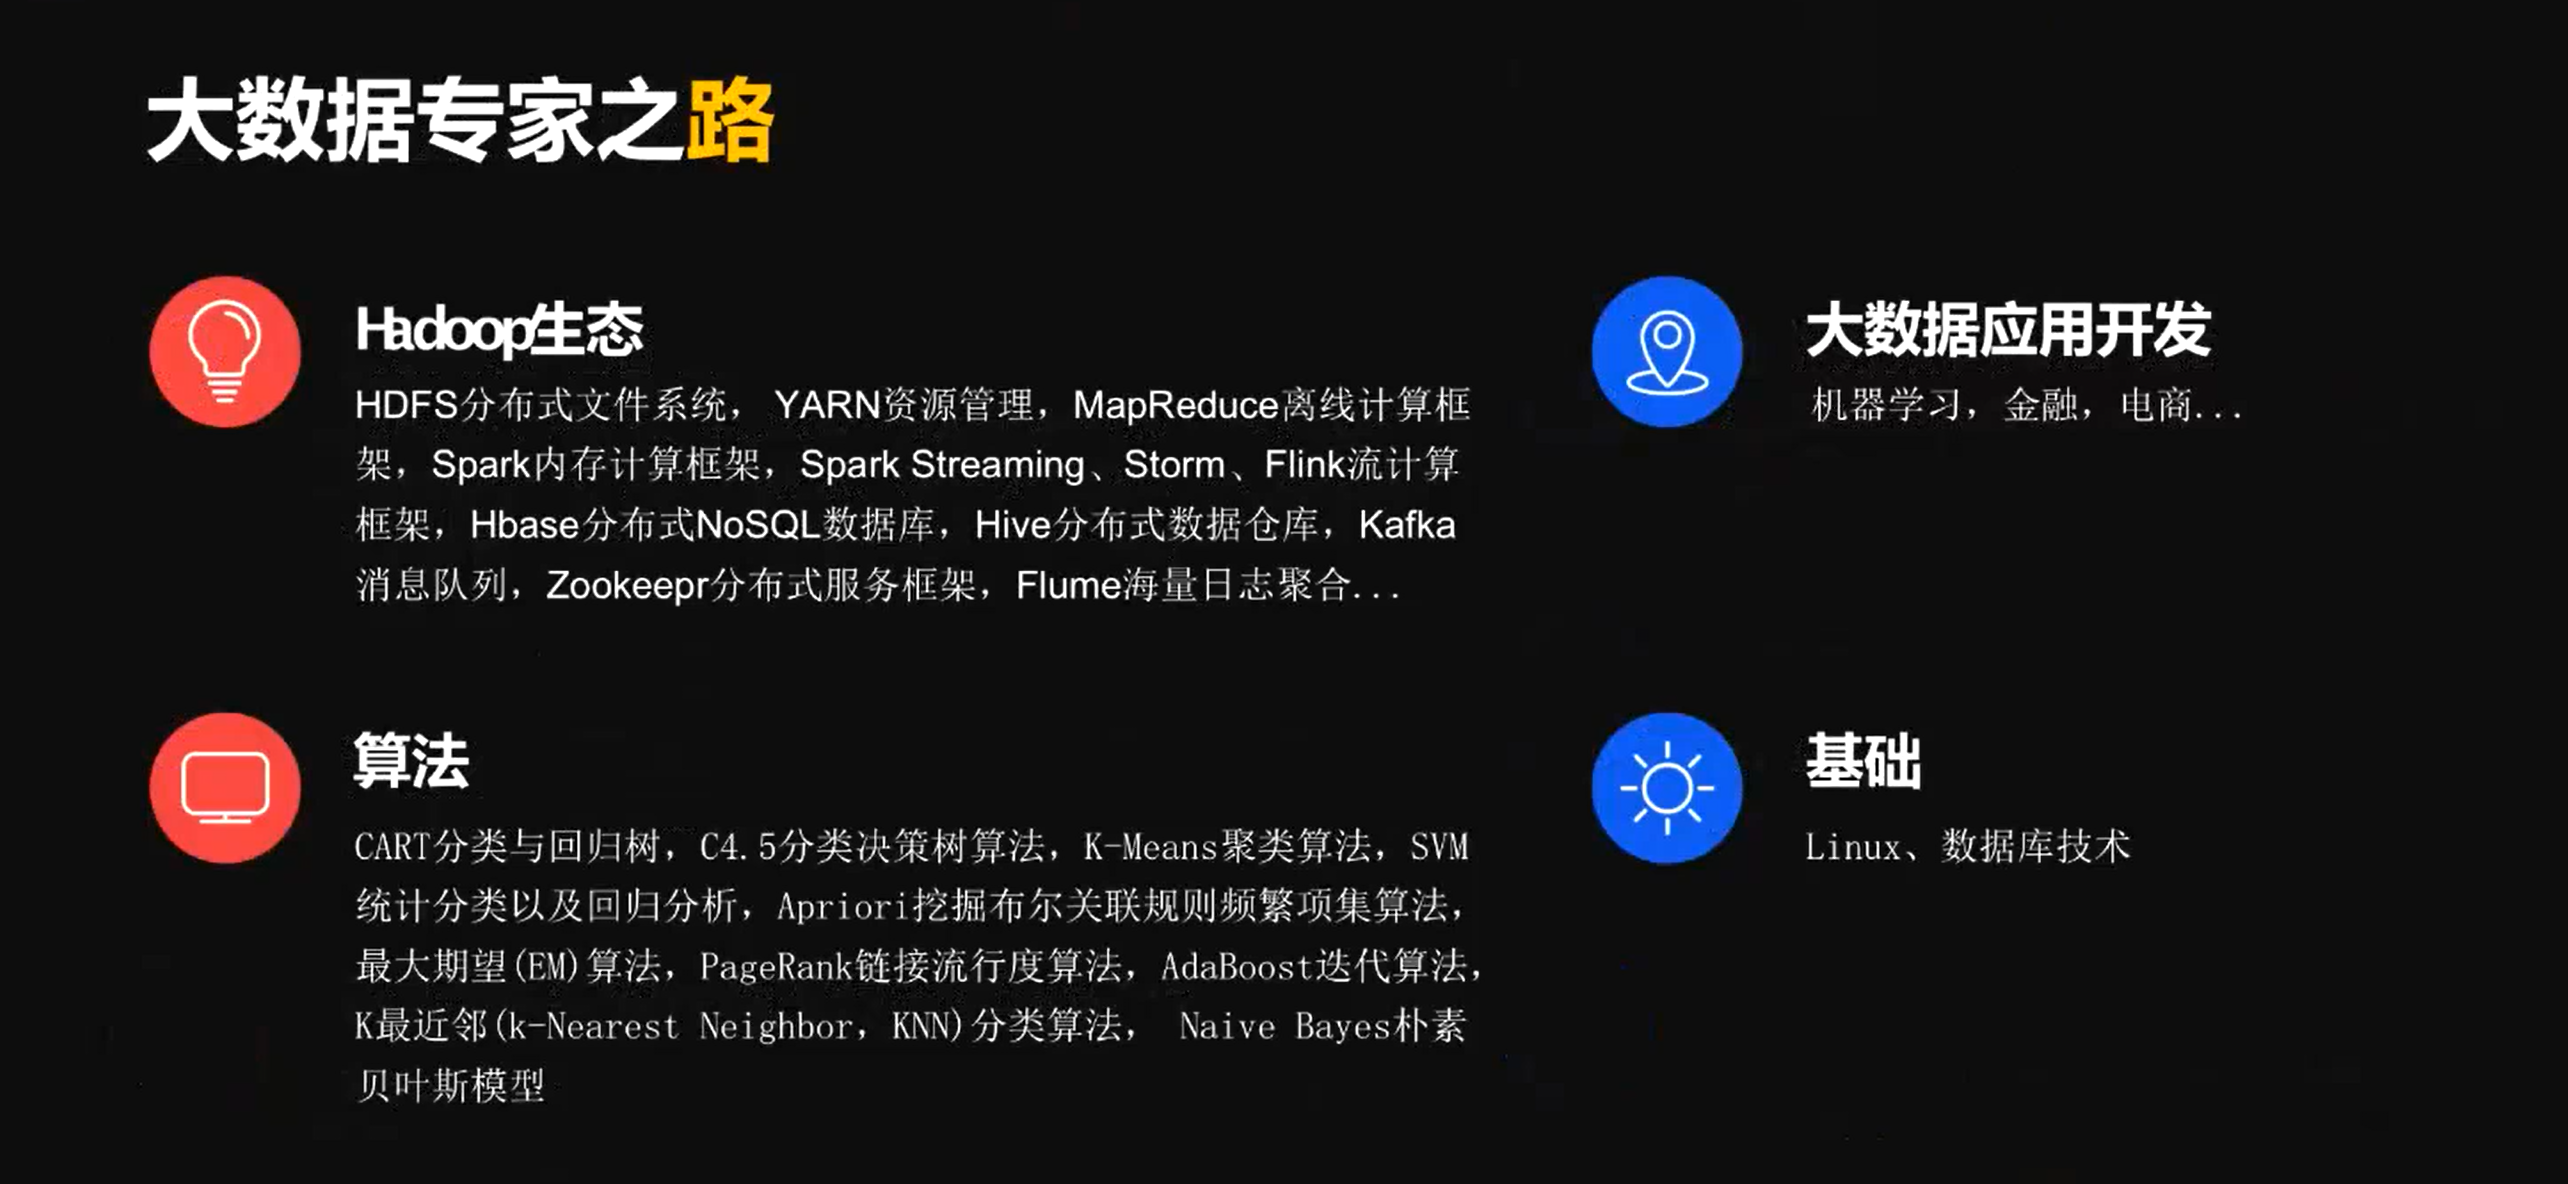 大数据专家之路
Hadoop生态
HDFS分布式文件系统， YARN资源管理，MapReduce离线计算框
架，Spark内存计算框架，Spark Streaming、Storm、Flink流计算
框架，Hbase分布式NoSQL数据库，Hive分布式数据仓库，Kafka
消息队列，Zookeepr分布式服务框架，Flume海量日志聚合...
大数据应用开发
机器学习，金融，电商...
算法
CART分类与回归树，C4.5分类决策树算法，K-Means聚类算法，SVM
统计分类以及回归分析，Apriori挖掘布尔关联规则频繁项集算法，
最大期望(EM)算法，PageRank链接流行度算法，AdaBoost迭代算法，
K最近邻(k-Nearest Neighbor，KNN)分类算法， Naive Bayes朴素
贝叶斯模型
基础
Linux、数据库技术